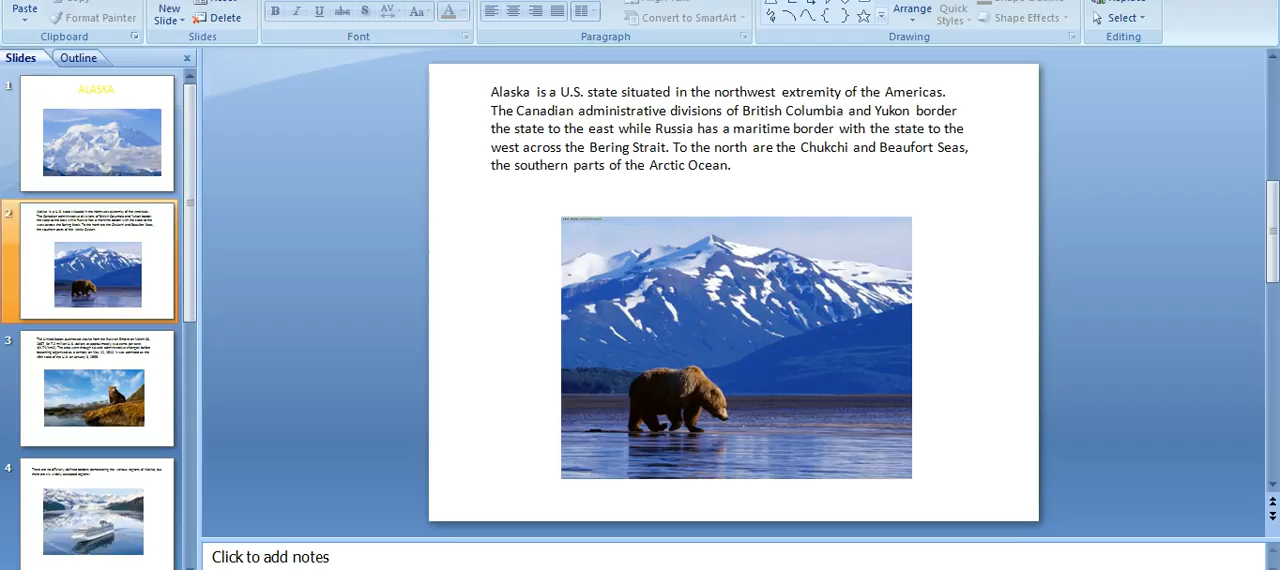 Paste
Format Painter
Clipboard
New
Slide
Delete
Slides
B I U abc S AV Aa A
Font
Paragraph
Convert to SmartArt
Arrange
Quick
Styles
Shape Effects
Drawing
Select
Editing
Slides Outline x
1
ALASKA
2
3
4
Alaska is a U.S. state situated in the northwest extremity of the Americas.
The Canadian administrative divisions of British Columbia and Yukon border
the state to the east while Russia has a maritime border with the state to the
west across the Bering Strait. To the north are the Chukchi and Beaufort Seas,
the southern parts of the Arctic Ocean.
Click to add notes